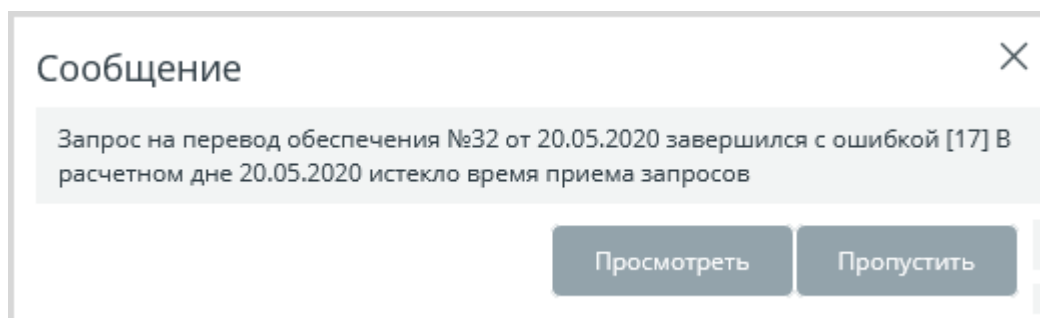 Сообщение
Запрос на перевод обеспечения №32 от 20.05.2020 завершился с ошибкой [17] В
расчетном дне 20.05.2020 истекло время приема запросов
Просмотреть Пропустить